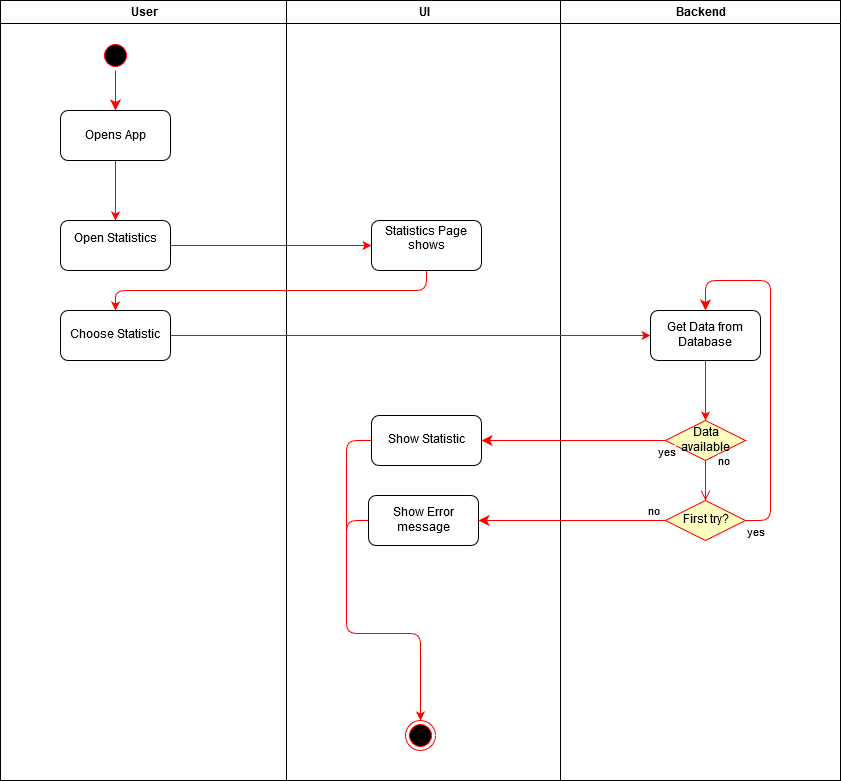 User
UI
Backend
Opens App
Open Statistics
Statistics Page
shows
Choose Statistic
Get Data from
Database
Show Statistic
Data
available
yes
no
Show Error
message
no
First try?
yes